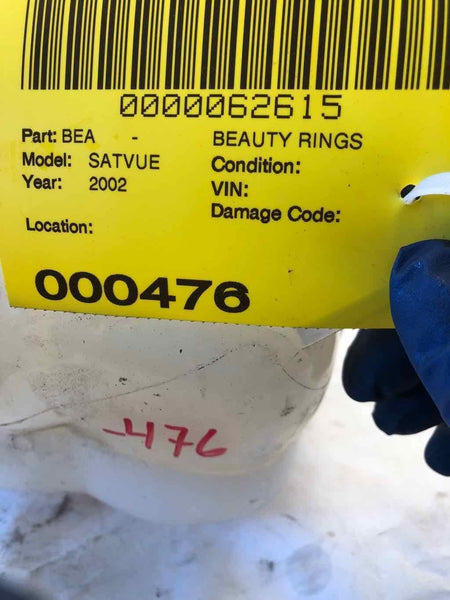 0000062615
Part: BEA - BEAUTY RINGS
Model: SATVUE Condition:
Year: 2002 VIN:
Damage Code:
Location:
000476
-476